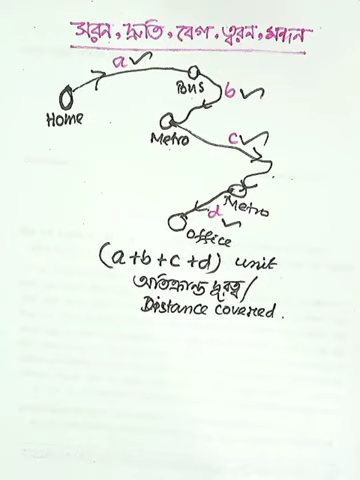 সরন, দ্রুতি, বেগ, ত্বরন, মন্দন
a
Bus
b
Home
Metro
c
Metro
d
Office
(a+b+c+d) unit
অতিক্রান্ত দূরত্ব/
Distance covered.